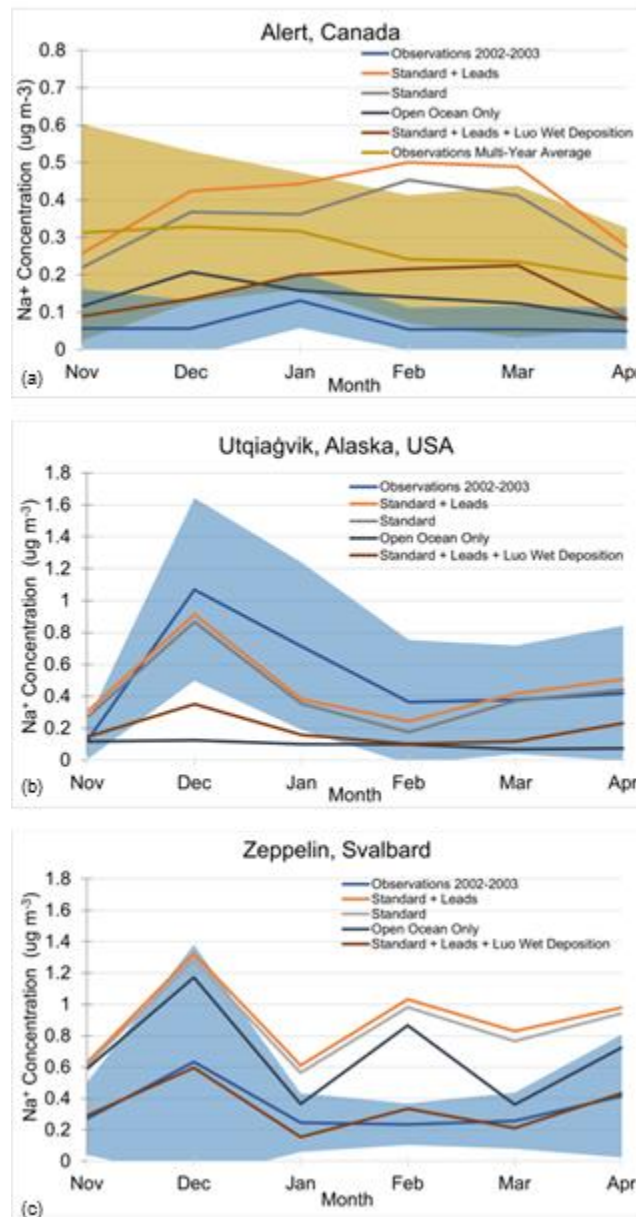 Alert, Canada
Observations 2002-2003
Standard + Leads
Standard
Open Ocean Only
Standard + Leads + Luo Wet Deposition
Observations Multi-Year Average
Na+ Concentration (ug m-3)
0.8
0.7
0.6
0.5
0.4
0.3
0.2
0.1
0
Nov Dec Jan Feb Mar Apr
Month
(a)
Utqiaġvik, Alaska, USA
Observations 2002-2003
Standard + Leads
Standard
Open Ocean Only
Standard + Leads + Luo Wet Deposition
Na⁺ Concentration (ug m⁻³)
1.8
1.6
1.4
1.2
1
0.8
0.6
0.4
0.2
0
Nov Dec Jan Feb Mar Apr
Month
(b)
Zeppelin, Svalbard
Observations 2002-2003
Standard + Leads
Standard
Open Ocean Only
Standard + Leads + Luo Wet Deposition
Na⁺ Concentration (ug m⁻³)
1.8
1.6
1.4
1.2
1
0.8
0.6
0.4
0.2
0
Nov Dec Jan Feb Mar Apr
Month
(c)